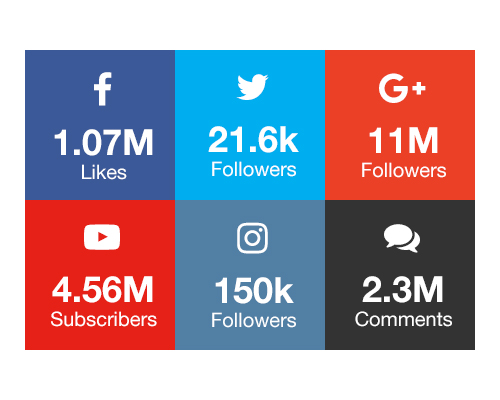 1.07M
Likes
21.6k
Followers
G+
11M
Followers
4.56M
Subscribers
150k
Followers
2.3M
Comments